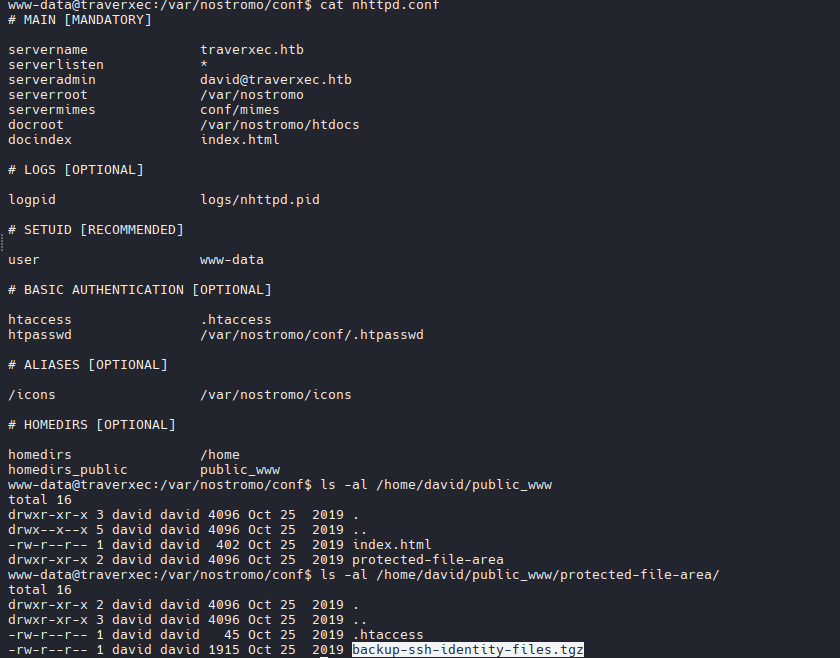 www-data@traverxec:/var/nostromo/conf$ cat nhttpd.conf
# MAIN [MANDATORY]
servername              traverxec.htb
serverlisten            *
serveradmin             david@traverxec.htb
serverroot              /var/nostromo
servermimes             conf/mimes
docroot                 /var/nostromo/htdocs
docindex                index.html
# LOGS [OPTIONAL]
logpid                  logs/nhttpd.pid
# SETUID [RECOMMENDED]
user                    www-data
# BASIC AUTHENTICATION [OPTIONAL]
htaccess                .htaccess
htpasswd                /var/nostromo/conf/.htpasswd
# ALIASES [OPTIONAL]
/icons                  /var/nostromo/icons
# HOMEDIRS [OPTIONAL]
homedirs                /home
homedirs_public         public_www
www-data@traverxec:/var/nostromo/conf$ ls -al /home/david/public_www
total 16
drwxr-xr-x 3 david david 4096 Oct 25  2019 .
drwx--x--x 5 david david 4096 Oct 25  2019 ..
-rw-r--r-- 1 david david  402 Oct 25  2019 index.html
drwxr-xr-x 2 david david 4096 Oct 25  2019 protected-file-area
www-data@traverxec:/var/nostromo/conf$ ls -al /home/david/public_www/protected-file-area/
total 16
drwxr-xr-x 2 david david 4096 Oct 25  2019 .
drwxr-xr-x 3 david david 4096 Oct 25  2019 ..
-rw-r--r-- 1 david david   45 Oct 25  2019 .htaccess
-rw-r--r-- 1 david david 1915 Oct 25  2019 backup-ssh-identity-files.tgz